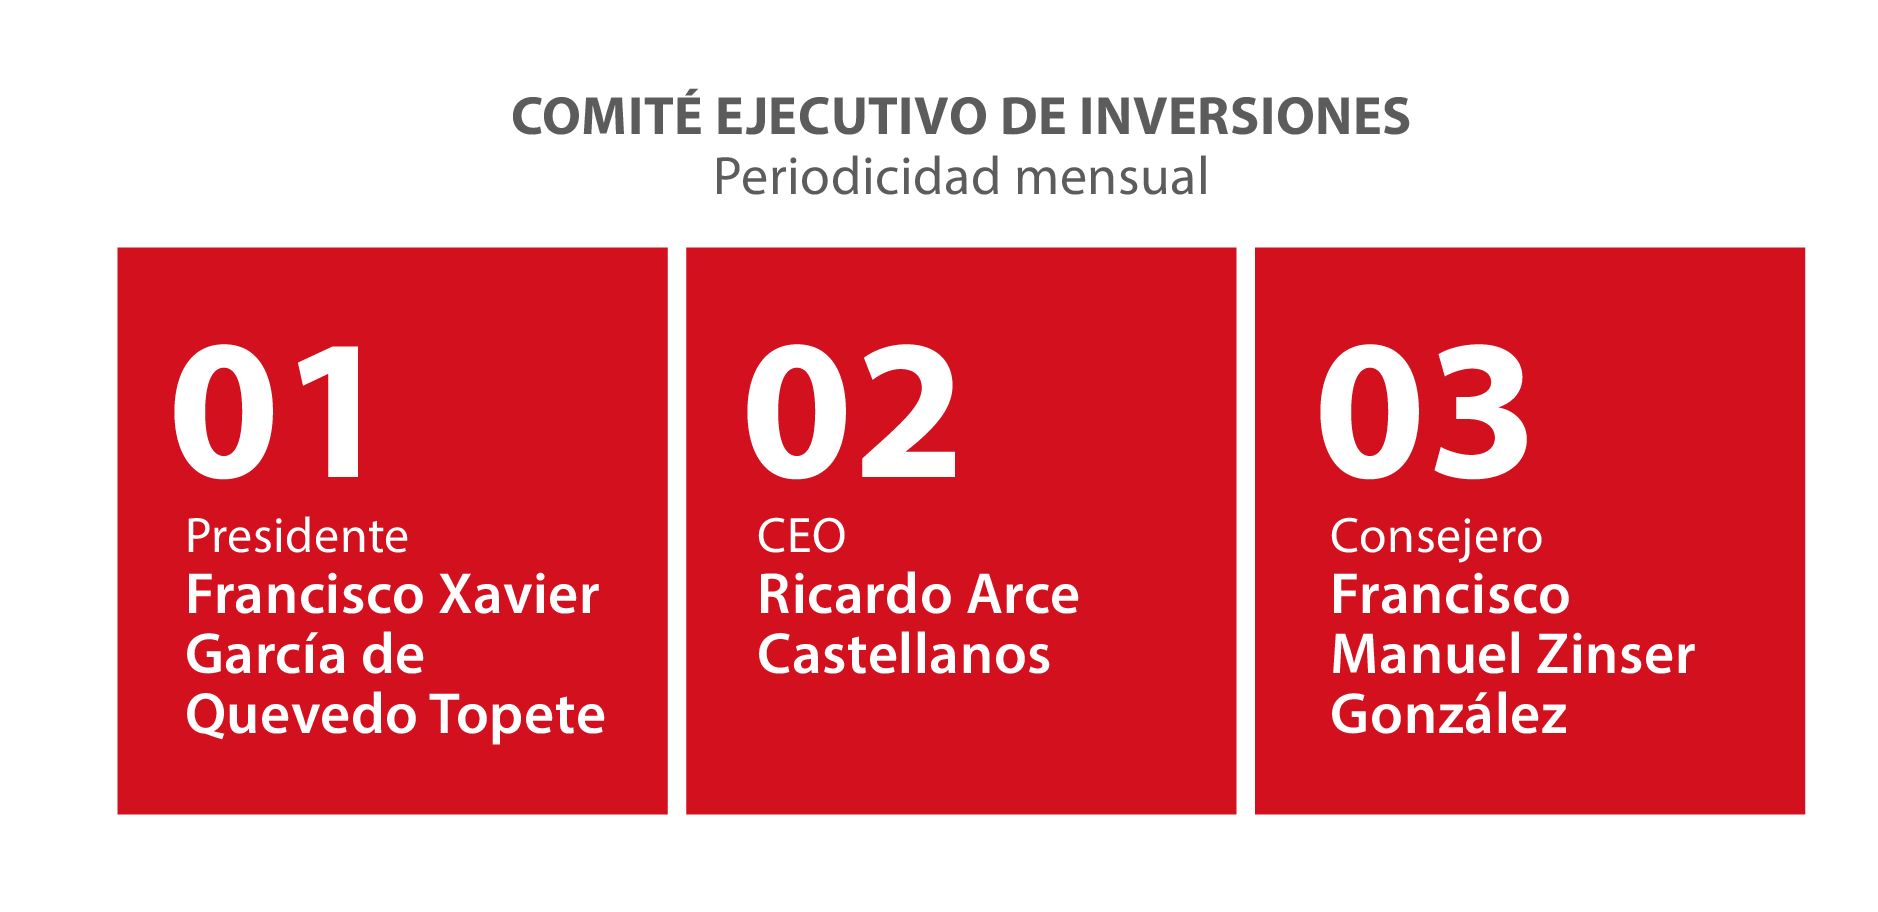 COMITÉ EJECUTIVO DE INVERSIONES
Periodicidad mensual
01
Presidente
Francisco Xavier
García de
Quevedo Topete
02
CEO
Ricardo Arce
Castellanos
03
Consejero
Francisco
Manuel Zinser
González